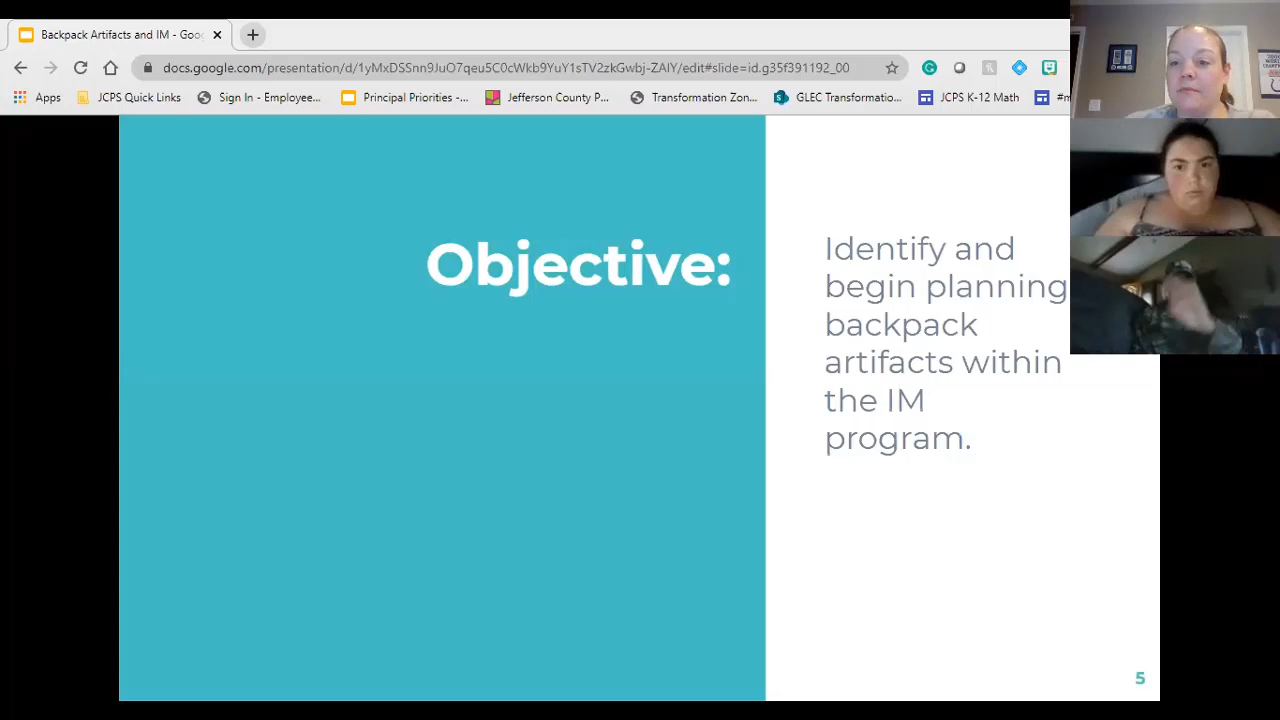 Backpack Artifacts and IM - Goo
docs.google.com/presentation/d/1yMxDSSmdJuO7qeu5C0cWkb9YuYX5TV2zkGwbj-ZAIY/edit#slide=id.g35f391192_00
Apps JCPS Quick Links Sign In - Employee... Principal Priorities -... Jefferson County P... Transformation Zon... GLEC Transformatio... JCPS K-12 Math #m
Objective:
Identify and
begin planning
backpack
artifacts within
the IM
program.
5